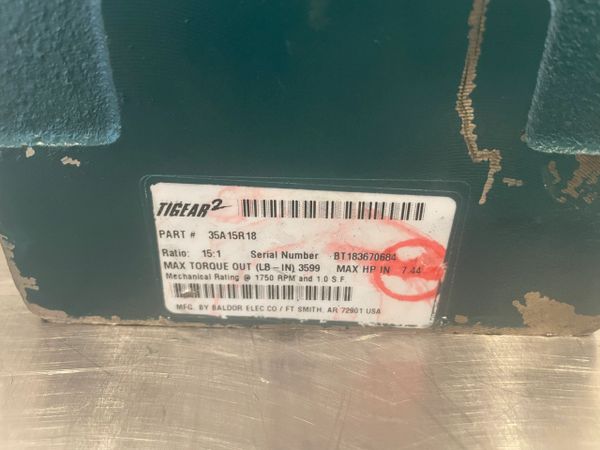 TIGEAR2
PART # 35A15R18
Ratio: 15:1 Serial Number BT183670684
MAX TORQUE OUT (LB-IN) 3599 MAX HP IN 7.44
Mechanical Rating @ 1750 RPM and 1.0 S.F.
MFG. BY BALDOR ELEC CO / FT SMITH, AR 72901 USA